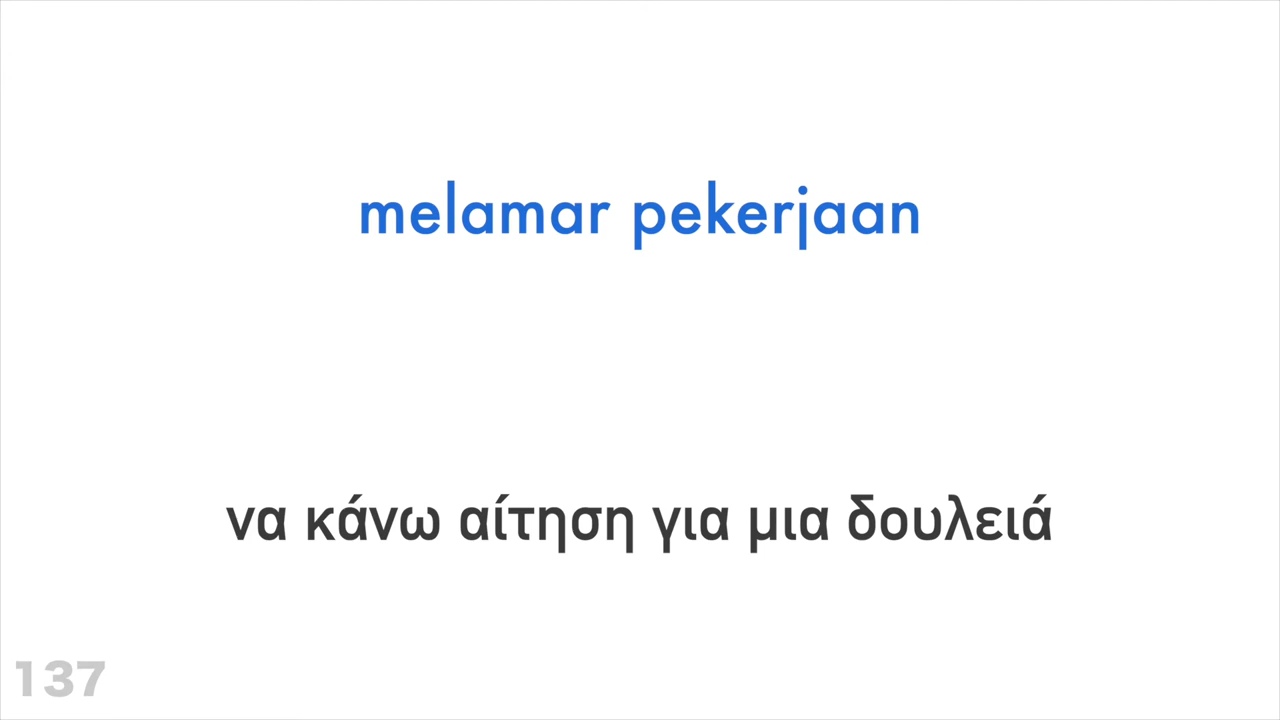 melamar pekerjaan
να κάνω αίτηση για μια δουλειά
137